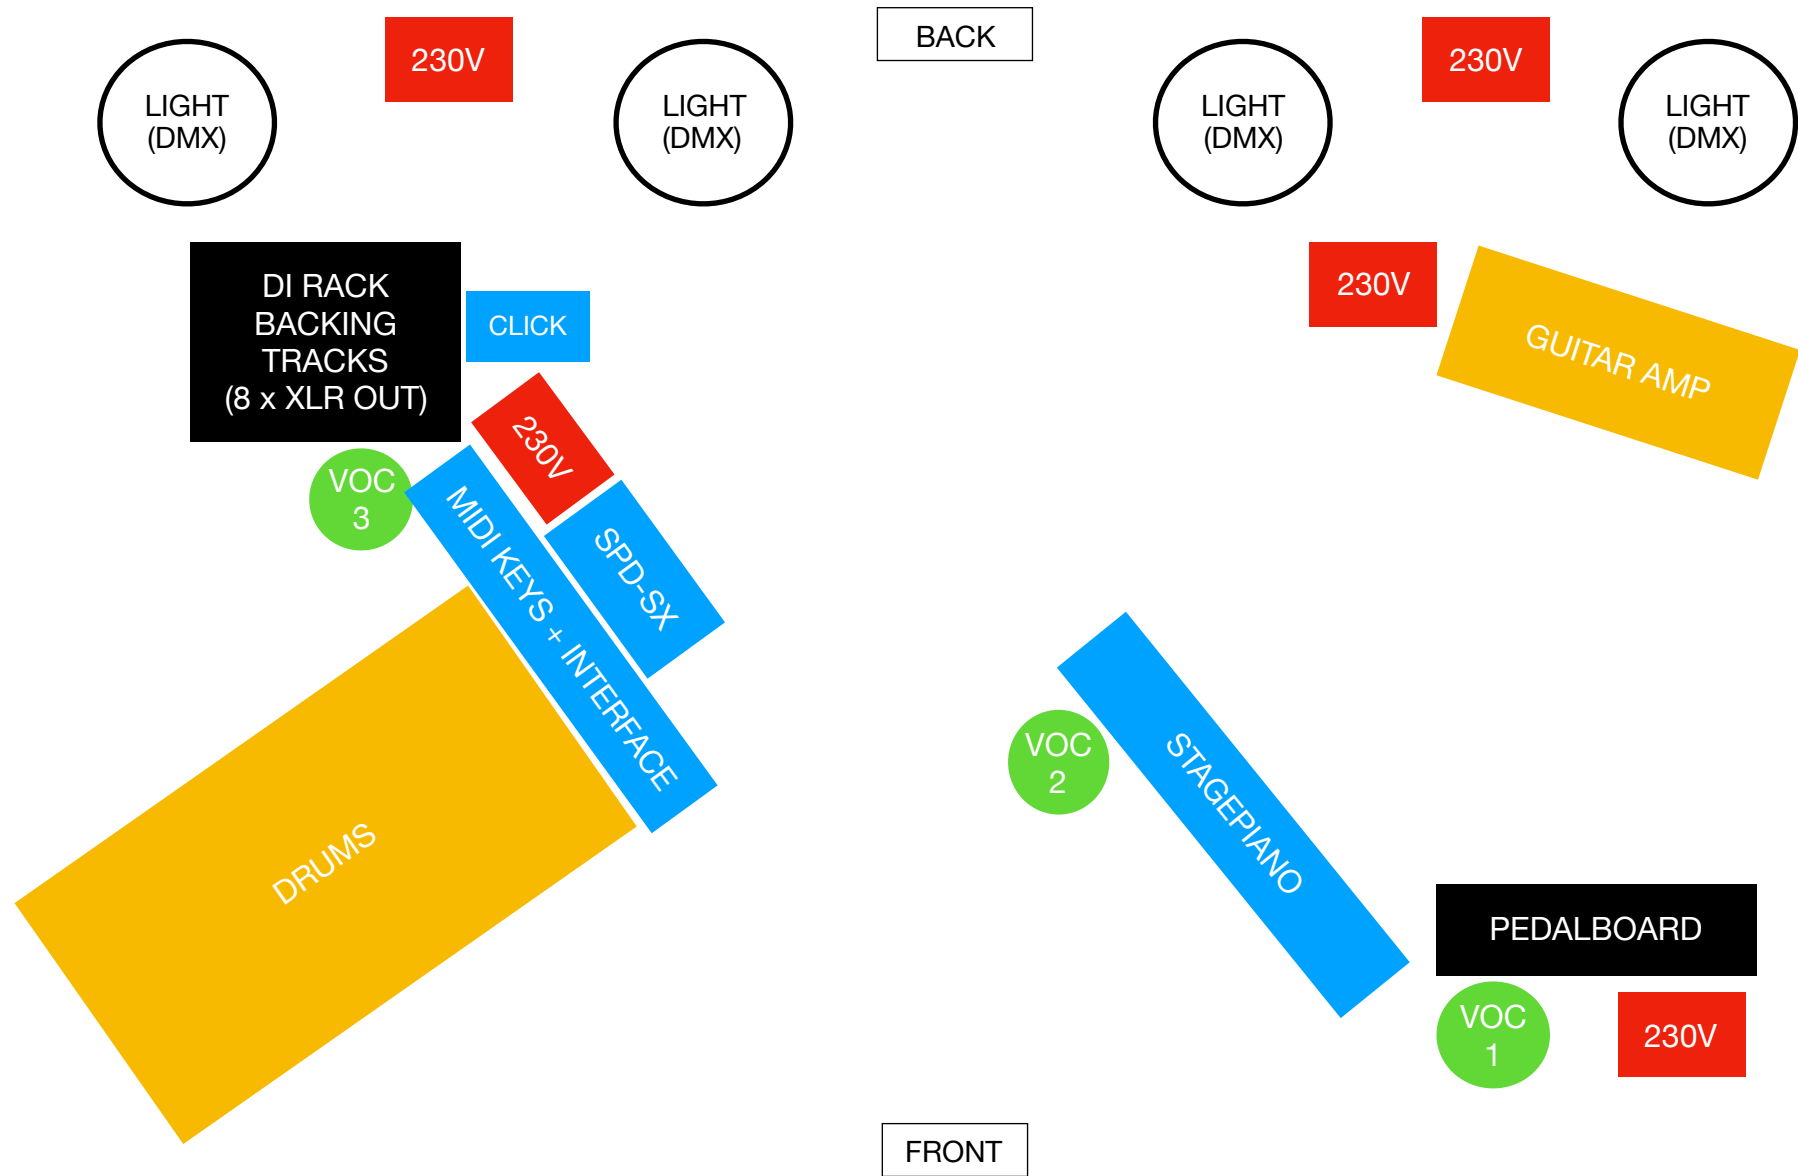 BACK
230V
230V
LIGHT
(DMX)
LIGHT
(DMX)
LIGHT
(DMX)
LIGHT
(DMX)
DI RACK
BACKING
TRACKS
(8 x XLR OUT)
CLICK
230V
GUITAR AMP
230V
VOC
3
MIDI KEYS + INTERFACE
SPD-SX
VOC
2
STAGEPIANO
DRUMS
PEDALBOARD
VOC
1
230V
FRONT